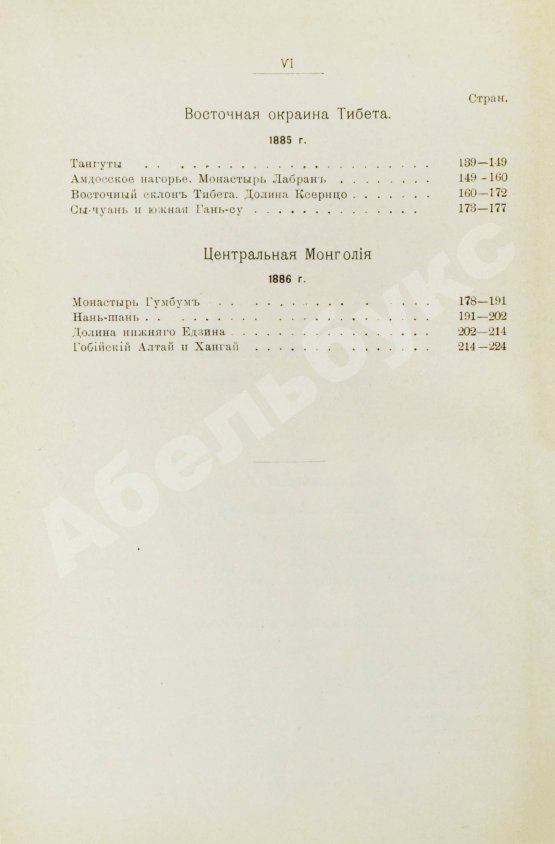 VI
Стран.
Восточная окраина Тибета.
1885 г.
Тангуты . . . . . . . . . . . . . . . . . . 139—149
Амдосское нагорье. Монастырь Лабранъ . . . . . . . 149-160
Восточный склонъ Тибета. Долина Ксернцо . . . . . . 160—172
Сы-чуань и южная Гань-су . . . . . . . . . . . 173—177
Центральная Монголія
1886 г.
Монастырь Гумбумъ . . . . . . . . . . . . . 178—191
Нань-шань . . . . . . . . . . . . . . . . . 191—202
Долина нижняго Едзина . . . . . . . . . . . . 202—214
Гобійскій Алтай и Хангай . . . . . . . . . . . 214—224
Абельбукс